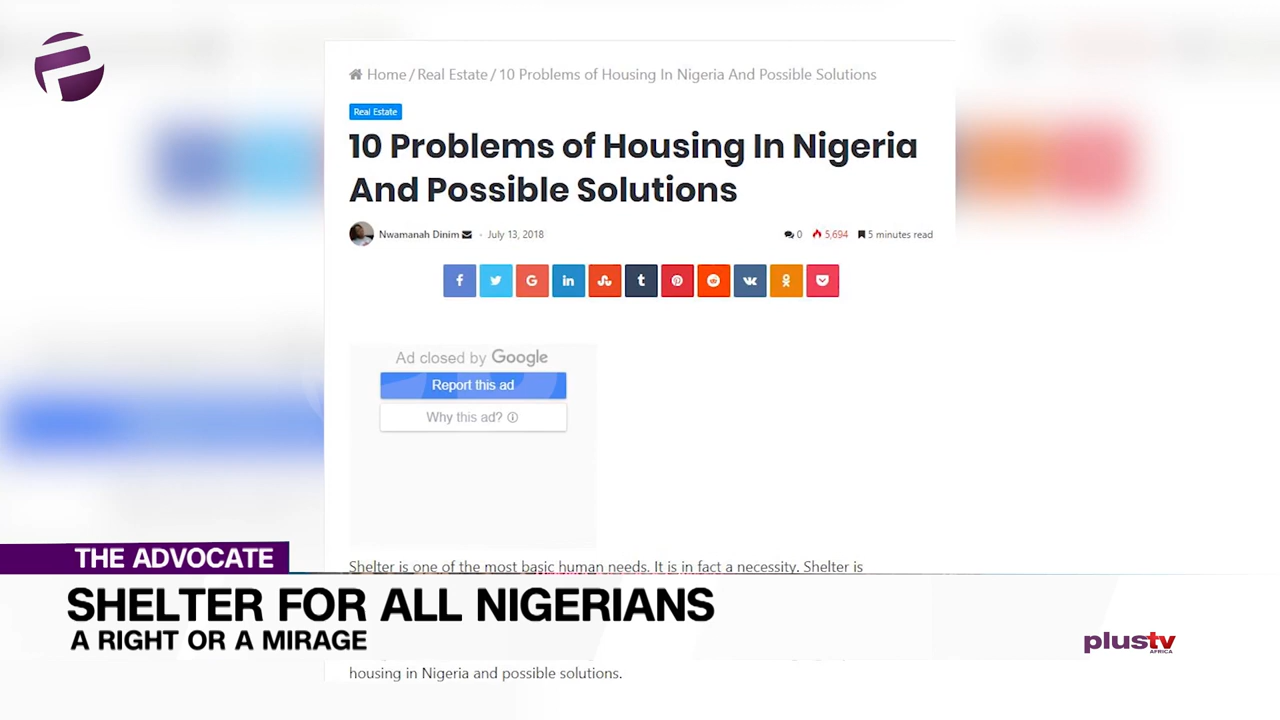 Home / Real Estate / 10 Problems of Housing In Nigeria And Possible Solutions
Real Estate
10 Problems of Housing In Nigeria
And Possible Solutions
Nwamanah Dinim - July 13, 2018 0 5,694 5 minutes read
f G in t
Ad closed by Google
Report this ad
Why this ad?
Shelter is one of the most basic human needs. It is in fact a necessity. Shelter is
THE ADVOCATE
SHELTER FOR ALL NIGERIANS
A RIGHT OR A MIRAGE
plustv
AFRICA
housing in Nigeria and possible solutions.